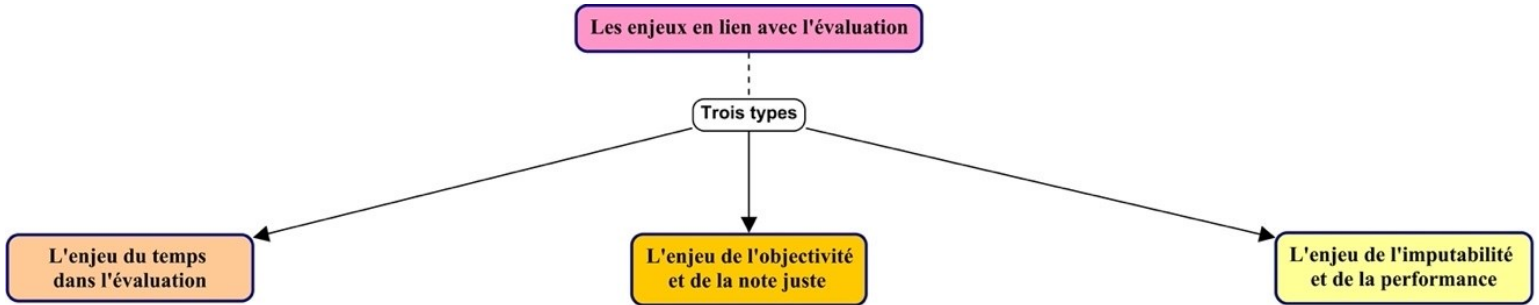 Les enjeux en lien avec l'évaluation
Trois types
L'enjeu du temps
dans l'évaluation
L'enjeu de l'objectivité
et de la note juste
L'enjeu de l'imputabilité
et de la performance